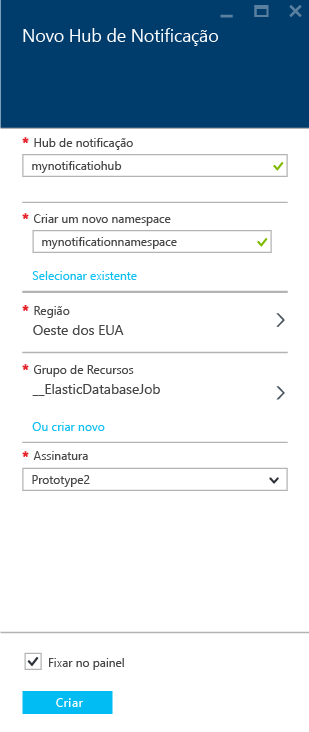 Novo Hub de Notificação
* Hub de notificação
mynotificatiohub
* Criar um novo namespace
mynotificationnamespace
Selecionar existente
* Região
Oeste dos EUA
* Grupo de Recursos
__ElasticDatabaseJob
Ou criar novo
* Assinatura
Prototype2
Fixar no painel
Criar